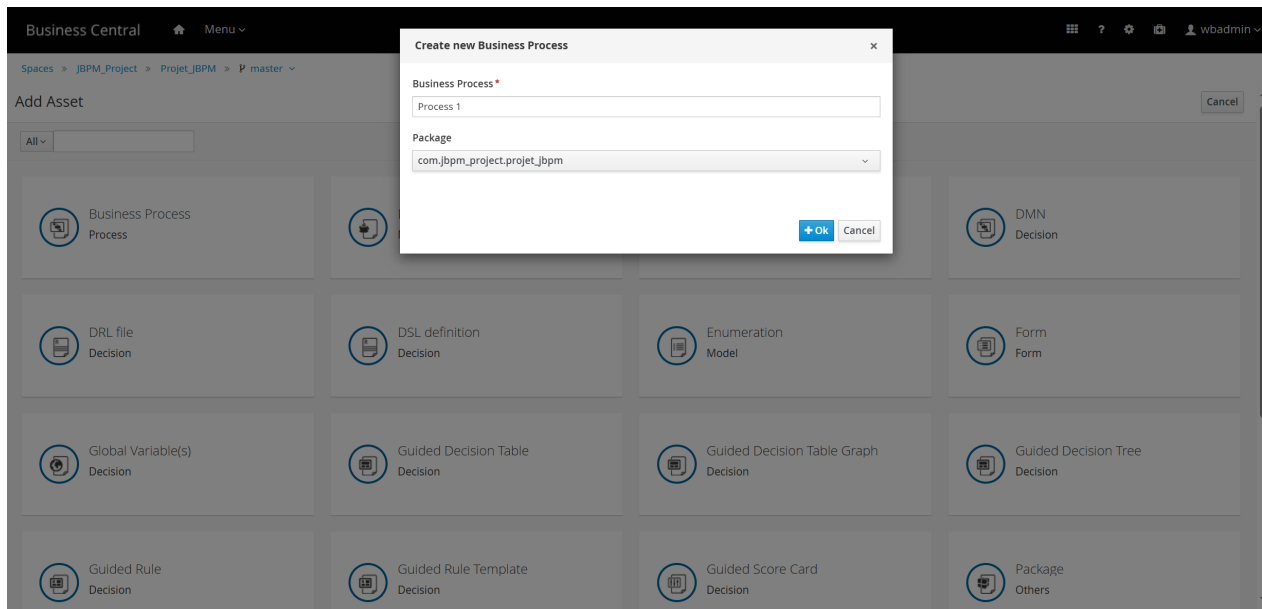 Business Central
Menu
?
wbadmin
Spaces » JBPM_Project » Projet_JBPM » master
Add Asset
Cancel
All
Create new Business Process
×
Business Process *
Process 1
Package
com.jbpm_project.projet_jbpm
+ Ok
Cancel
Business Process
Process
DMN
Decision
DRL file
Decision
DSL definition
Decision
Enumeration
Model
Form
Form
Global Variable(s)
Decision
Guided Decision Table
Decision
Guided Decision Table Graph
Decision
Guided Decision Tree
Decision
Guided Rule
Decision
Guided Rule Template
Decision
Guided Score Card
Decision
Package
Others